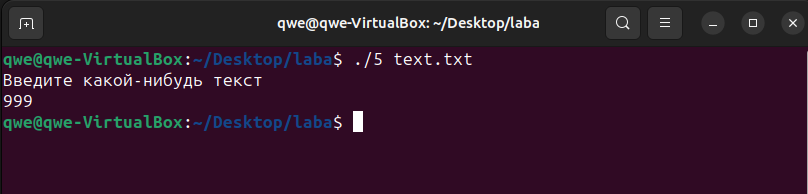 qwe@qwe-VirtualBox: ~/Desktop/laba
qwe@qwe-VirtualBox:~/Desktop/laba$ ./5 text.txt
Введите какой-нибудь текст
999
qwe@qwe-VirtualBox:~/Desktop/laba$